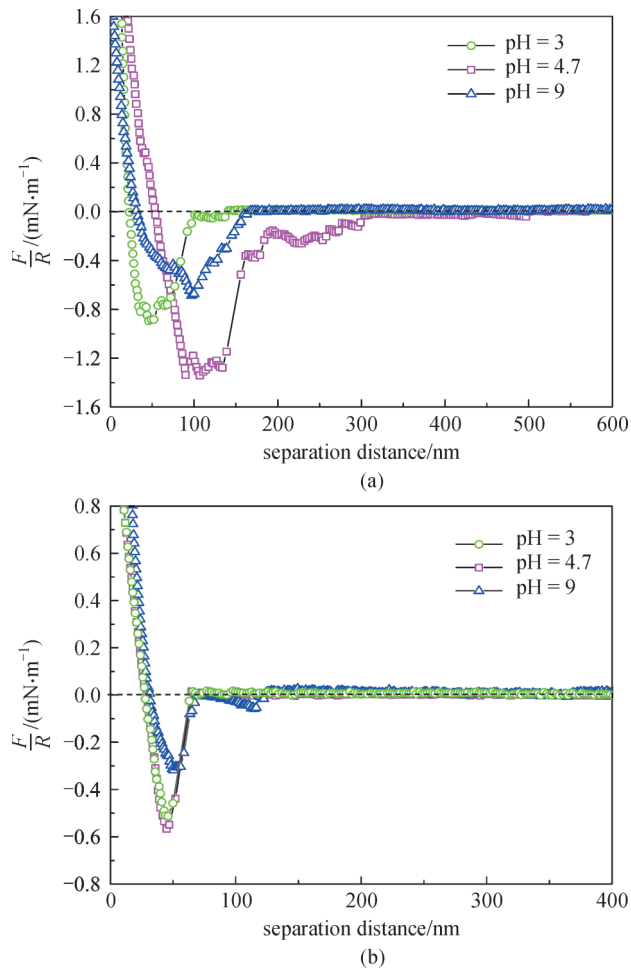 1.6
1.2
0.8
0.4
0.0
−0.4
−0.8
−1.2
−1.6
F/R /(mN·m⁻¹)
pH = 3
pH = 4.7
pH = 9
0 100 200 300 400 500 600
separation distance/nm
(a)
0.8
0.6
0.4
0.2
0.0
−0.2
−0.4
−0.6
−0.8
F/R /(mN·m⁻¹)
pH = 3
pH = 4.7
pH = 9
0 100 200 300 400
separation distance/nm
(b)